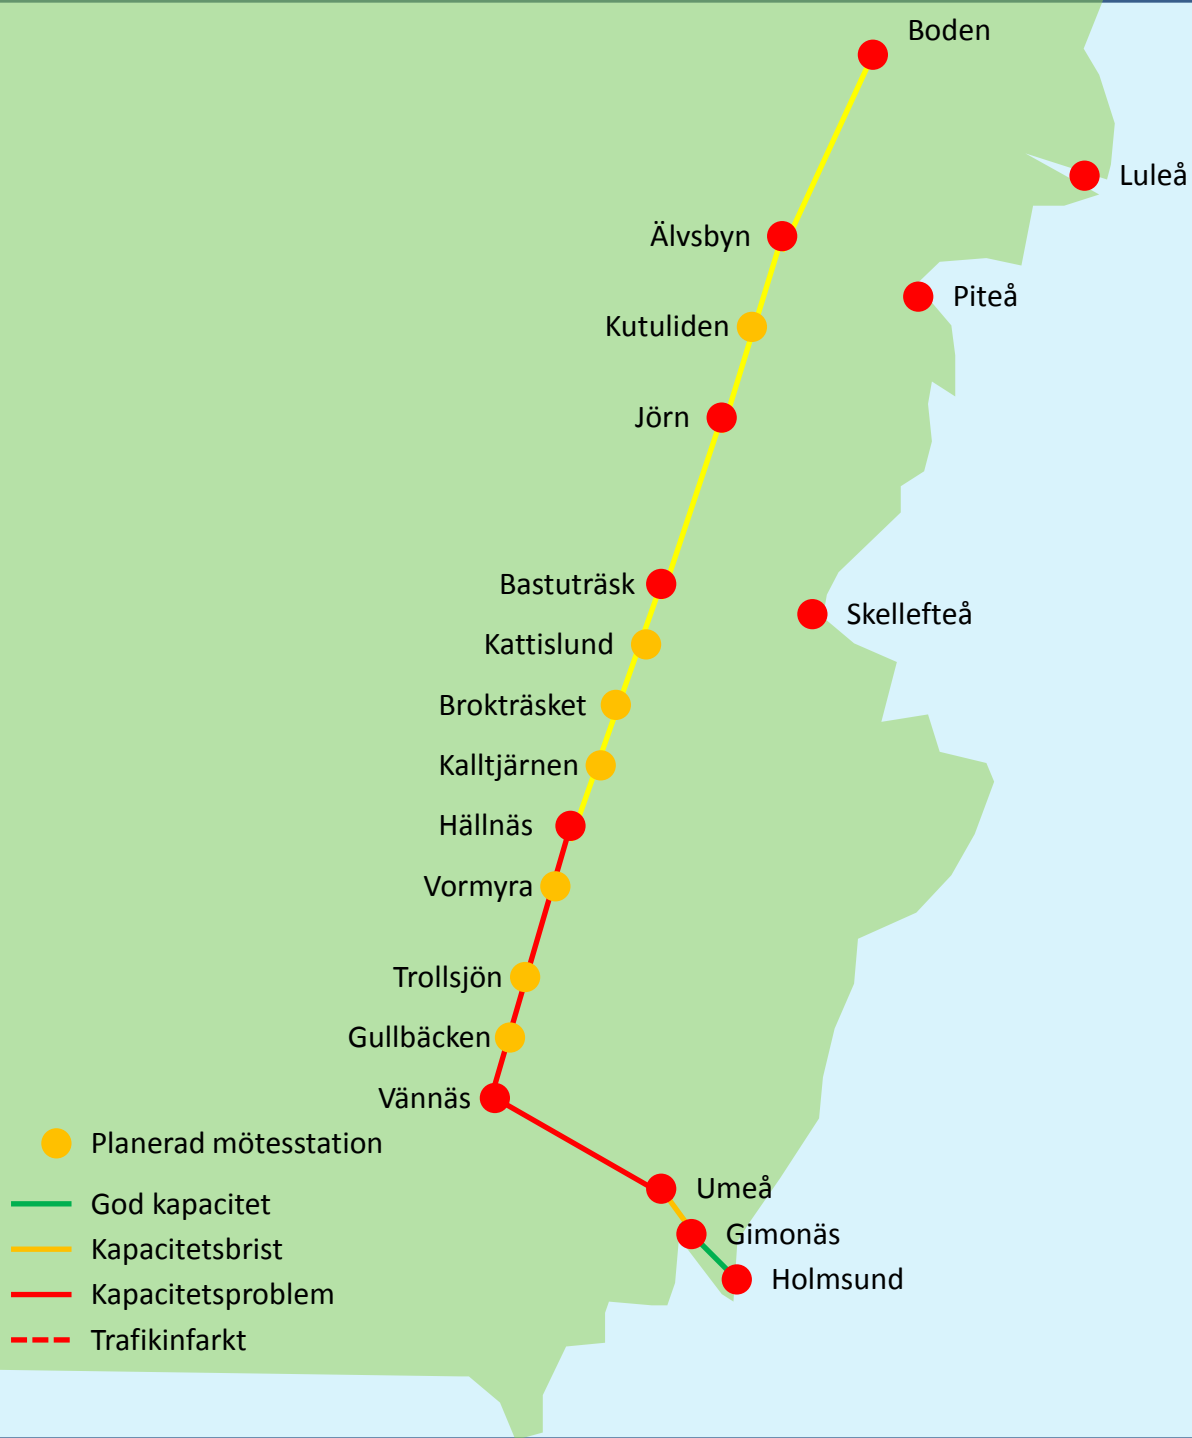 Boden
Luleå
Älvsbyn
Piteå
Kutuliden
Jörn
Bastuträsk
Skellefteå
Kattislund
Brokträsket
Kalltjärnen
Hällnäs
Vormyra
Trollsjön
Gullbäcken
Vännäs
Planerad mötesstation
Umeå
God kapacitet
Gimonäs
Kapacitetsbrist
Holmsund
Kapacitetsproblem
Trafikinfarkt